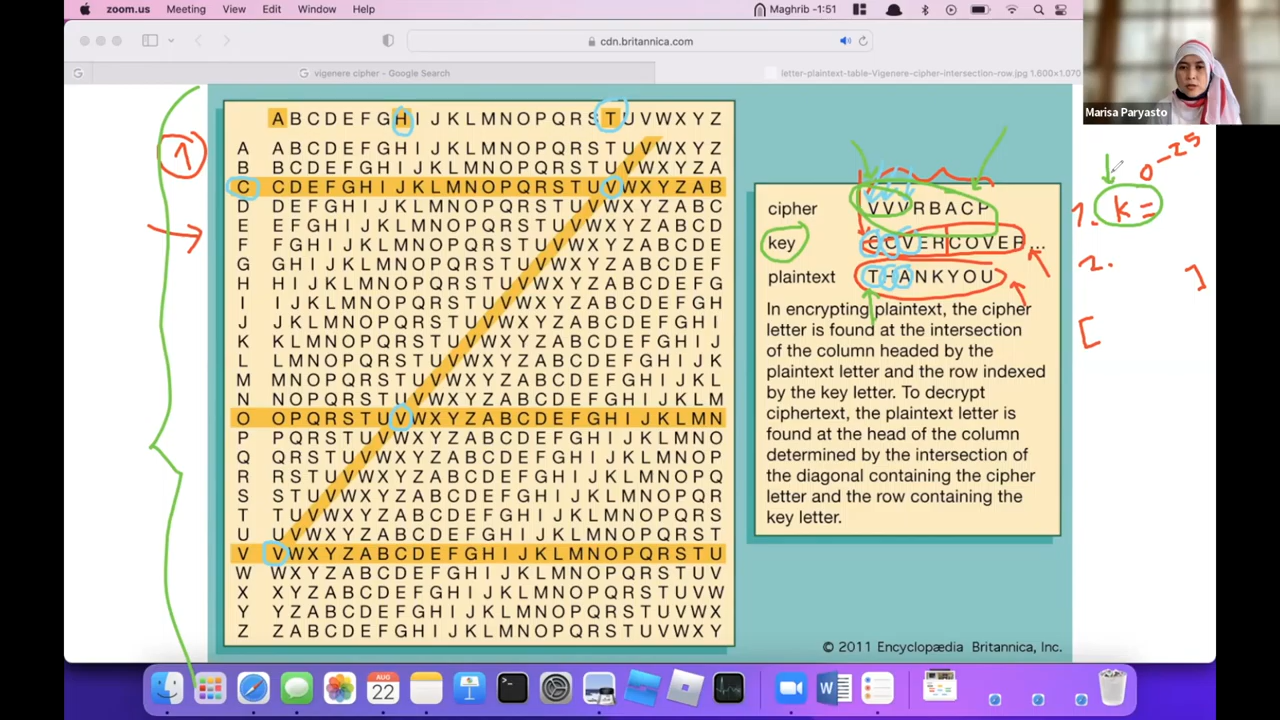 zoom.us Meeting View Edit Window Help Maghrib -1:51
cdn.britannica.com
vigenere cipher - Google Search letter-plaintext-table-Vigenere-cipher-intersection-row.jpg 1.600×1.070
Marisa Paryasto
A B C D E F G H I J K L M N O P Q R S T U V W X Y Z
A A B C D E F G H I J K L M N O P Q R S T U V W X Y Z
B B C D E F G H I J K L M N O P Q R S T U V W X Y Z A
C C D E F G H I J K L M N O P Q R S T U V W X Y Z A B
D D E F G H I J K L M N O P Q R S T U V W X Y Z A B C
E E F G H I J K L M N O P Q R S T U V W X Y Z A B C D
F F G H I J K L M N O P Q R S T U V W X Y Z A B C D E
G G H I J K L M N O P Q R S T U V W X Y Z A B C D E F
H H I J K L M N O P Q R S T U V W X Y Z A B C D E F G
I I J K L M N O P Q R S T U V W X Y Z A B C D E F G H
J J K L M N O P Q R S T U V W X Y Z A B C D E F G H I
K K L M N O P Q R S T U V W X Y Z A B C D E F G H I J
L L M N O P Q R S T U V W X Y Z A B C D E F G H I J K
M M N O P Q R S T U V W X Y Z A B C D E F G H I J K L
N N O P Q R S T U V W X Y Z A B C D E F G H I J K L M
O O P Q R S T U V W X Y Z A B C D E F G H I J K L M N
P P Q R S T U V W X Y Z A B C D E F G H I J K L M N O
Q Q R S T U V W X Y Z A B C D E F G H I J K L M N O P
R R S T U V W X Y Z A B C D E F G H I J K L M N O P Q
S S T U V W X Y Z A B C D E F G H I J K L M N O P Q R
T T U V W X Y Z A B C D E F G H I J K L M N O P Q R S
U U V W X Y Z A B C D E F G H I J K L M N O P Q R S T
V V W X Y Z A B C D E F G H I J K L M N O P Q R S T U
W W X Y Z A B C D E F G H I J K L M N O P Q R S T U V
X X Y Z A B C D E F G H I J K L M N O P Q R S T U V W
Y Y Z A B C D E F G H I J K L M N O P Q R S T U V W X
Z Z A B C D E F G H I J K L M N O P Q R S T U V W X Y
1
cipher V V V R B A C P
key C O V E R C O V E R ...
plaintext T H A N K Y O U
In encrypting plaintext, the cipher
letter is found at the intersection
of the column headed by the
plaintext letter and the row indexed
by the key letter. To decrypt
ciphertext, the plaintext letter is
found at the head of the column
determined by the intersection of
the diagonal containing the cipher
letter and the row containing the
key letter.
© 2011 Encyclopædia Britannica, Inc.
0-25
1. k =
2.
AUG
22